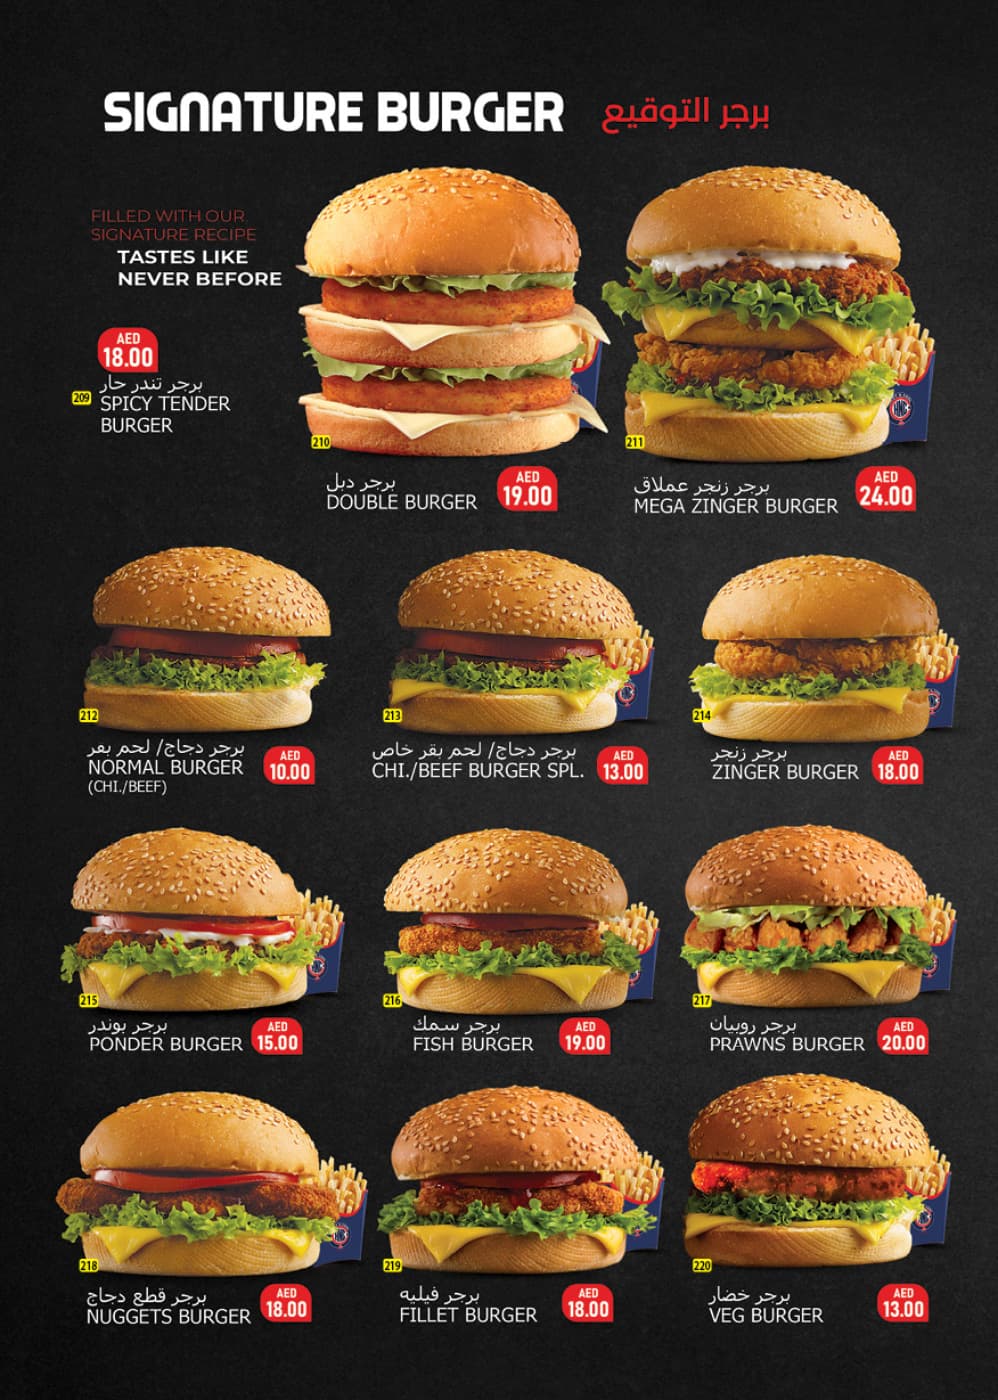 SIGNATURE BURGER برجر التوقيع
FILLED WITH OUR
SIGNATURE RECIPE
TASTES LIKE
NEVER BEFORE
AED
18.00
209
برجر تندر حار
SPICY TENDER
BURGER
210
برجر دبل
DOUBLE BURGER
AED
19.00
211
برجر زنجر عملاق
MEGA ZINGER BURGER
AED
24.00
212
برجر دجاج/ لحم بقر
NORMAL BURGER
(CHI./BEEF)
AED
10.00
213
برجر دجاج/ لحم بقر خاص
CHI./BEEF BURGER SPL.
AED
13.00
214
برجر زنجر
ZINGER BURGER
AED
18.00
215
برجر بوندر
PONDER BURGER
AED
15.00
216
برجر سمك
FISH BURGER
AED
19.00
217
برجر روبيان
PRAWNS BURGER
AED
20.00
218
برجر قطع دجاج
NUGGETS BURGER
AED
18.00
219
برجر فيليه
FILLET BURGER
AED
18.00
220
برجر خضار
VEG BURGER
AED
13.00